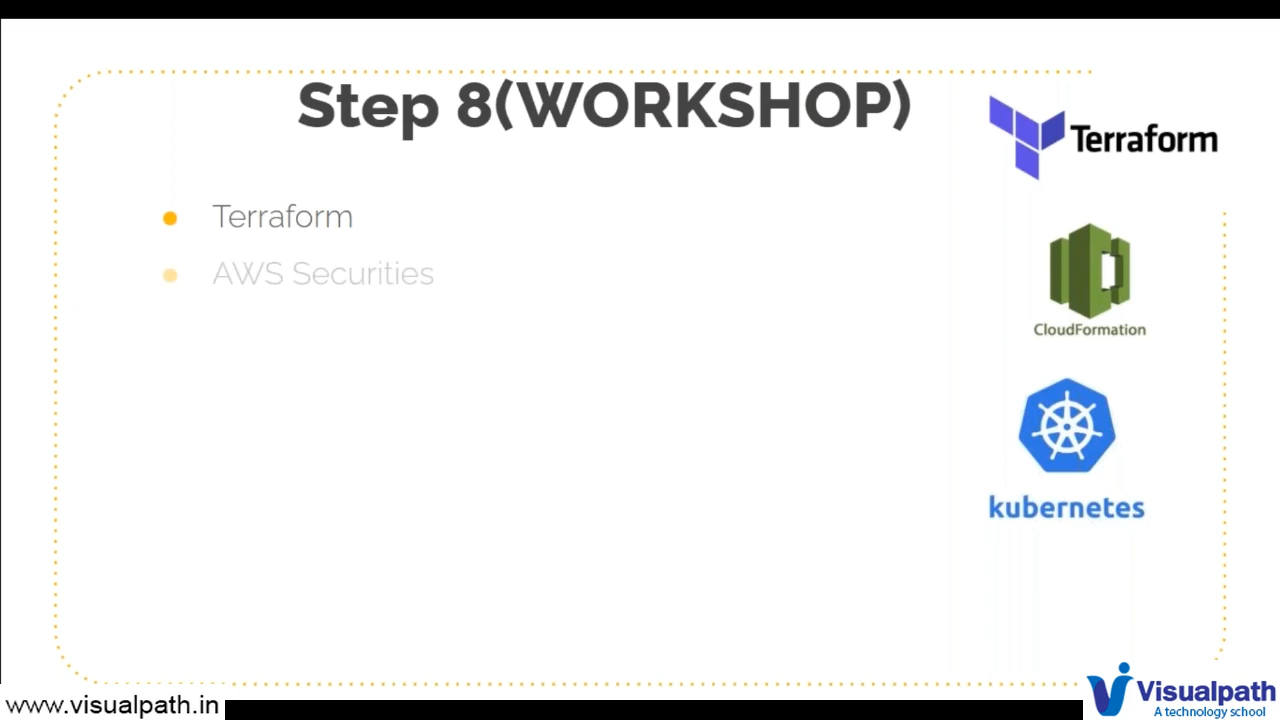 Step 8(WORKSHOP)
Terraform
Terraform
AWS Securities
CloudFormation
kubernetes
www.visualpath.in
Visualpath
A technology school